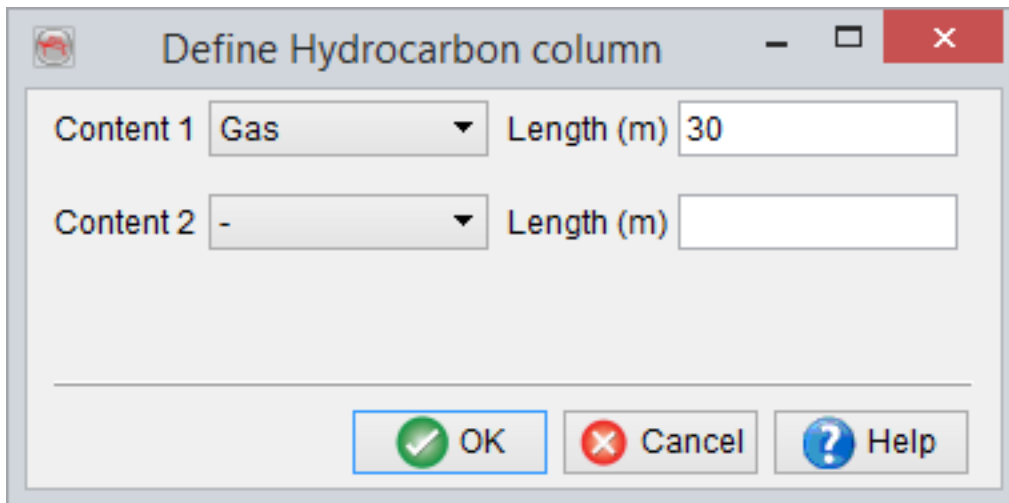 Define Hydrocarbon column
Content 1 Gas Length (m) 30
Content 2 - Length (m)
OK Cancel Help